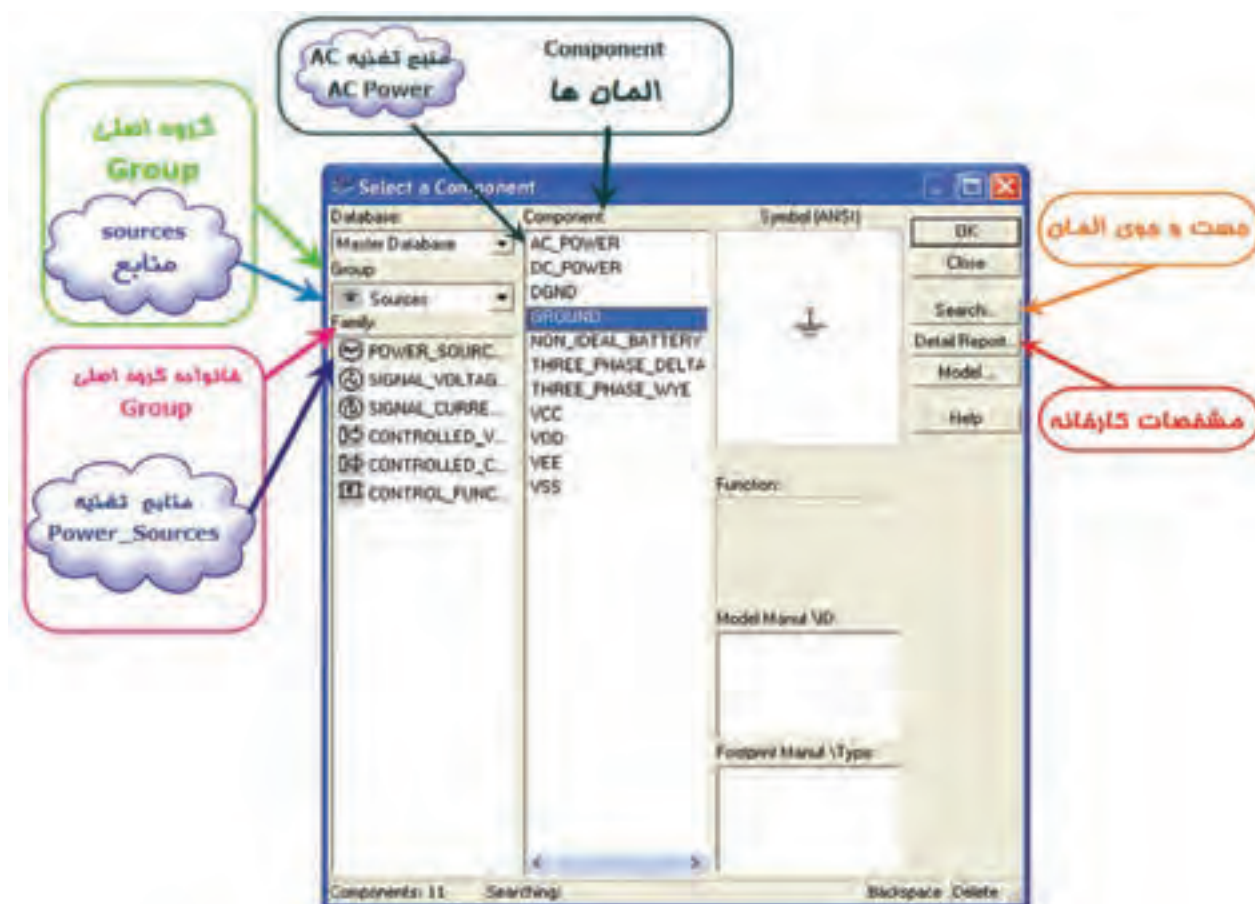 منبع تغذیه AC
AC Power
Component
المان ها
گروه اصلی
Group
sources
منابع
خانواده گروه اصلی
Group
منابع تغذیه
Power_Sources
جست و جوی المان
مشخصات کارخانه
Select a Component
Database:
Master Database
Group:
Sources
Family:
POWER_SOURC...
SIGNAL_VOLTAG...
SIGNAL_CURRE...
CONTROLLED_V...
CONTROLLED_C...
CONTROL_FUNC...
Component:
AC_POWER
DC_POWER
DGND
GROUND
NON_IDEAL_BATTERY
THREE_PHASE_DELTA
THREE_PHASE_WYE
VCC
VDD
VEE
VSS
Symbol (ANSI)
Function:
Model Manuf.\ID:
Footprint Manuf.\Type:
OK
Close
Search...
Detail Report...
Model...
Help
Components: 11
Searching:
Backspace
Delete